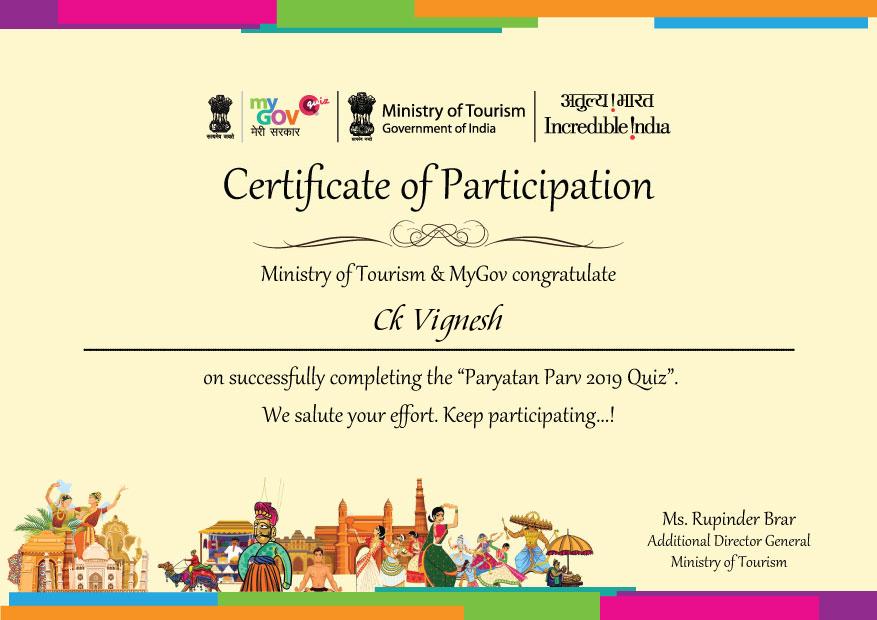 सत्यमेव जयते
my
GOV
quiz
मेरी सरकार
सत्यमेव जयते
Ministry of Tourism
Government of India
अतुल्य!भारत
Incredible!ndia
Certificate of Participation
Ministry of Tourism & MyGov congratulate
Ck Vignesh
on successfully completing the “Paryatan Parv 2019 Quiz”.
We salute your effort. Keep participating...!
Ms. Rupinder Brar
Additional Director General
Ministry of Tourism